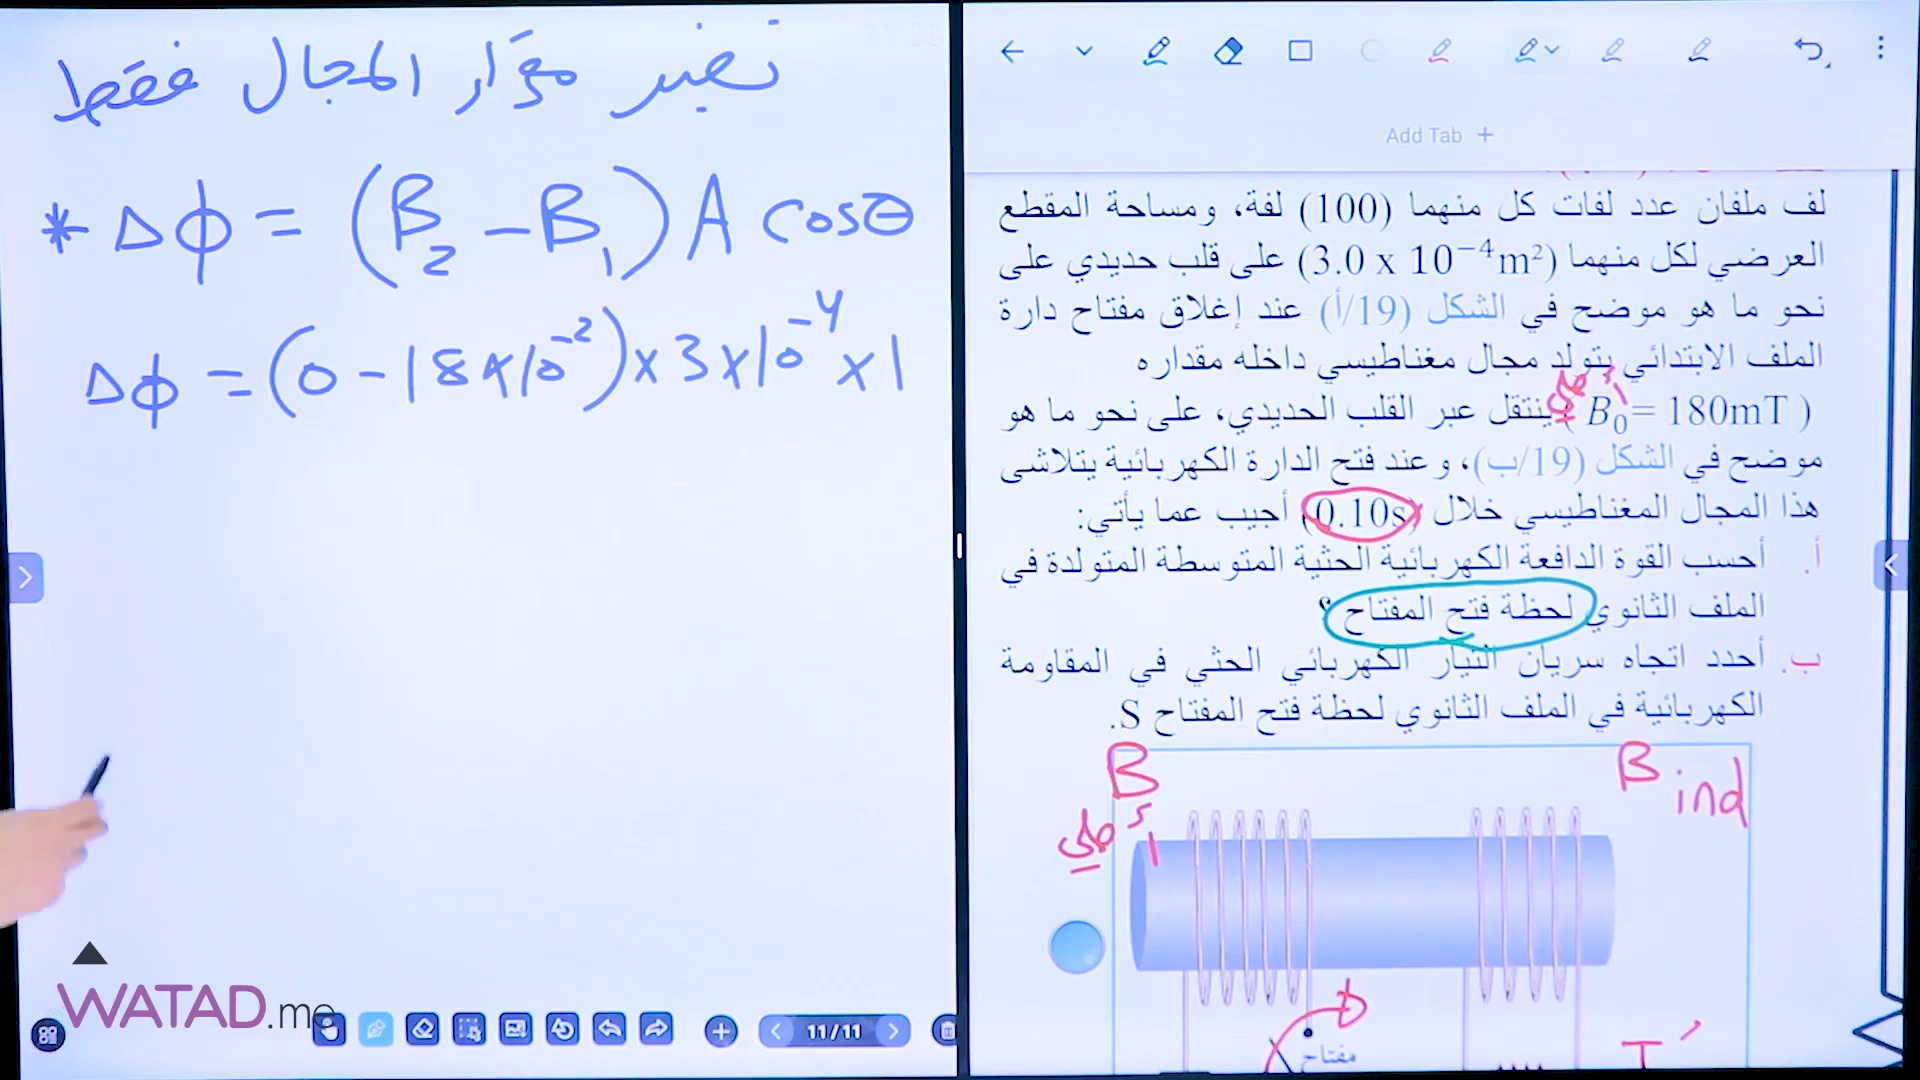 تغير مقدار المجال فقط
* Δφ = (B₂ − B₁) A cosθ
Δφ = (0 − 18×10⁻²) × 3 × 10⁻⁴ × 1
WATAD.me
11/11
Add Tab +
لف ملفان عدد لفات كل منهما (100) لفة، ومساحة المقطع
العرضي لكل منهما (3.0 x 10⁻⁴m²) على قلب حديدي على
نحو ما هو موضح في الشكل (19/أ) عند إغلاق مفتاح دارة
الملف الابتدائي يتولد مجال مغناطيسي داخله مقداره
(B₀ = 180mT) ينتقل عبر القلب الحديدي، على نحو ما هو
موضح في الشكل (19/ب)، وعند فتح الدارة الكهربائية يتلاشى
هذا المجال المغناطيسي خلال (0.10s) أجيب عما يأتي:
أ. أحسب القوة الدافعة الكهربائية الحثية المتوسطة المتولدة في
الملف الثانوي لحظة فتح المفتاح ؟
ب. أحدد اتجاه سريان التيار الكهربائي الحثي في المقاومة
الكهربائية في الملف الثانوي لحظة فتح المفتاح S.
B
B ind
مفتاح